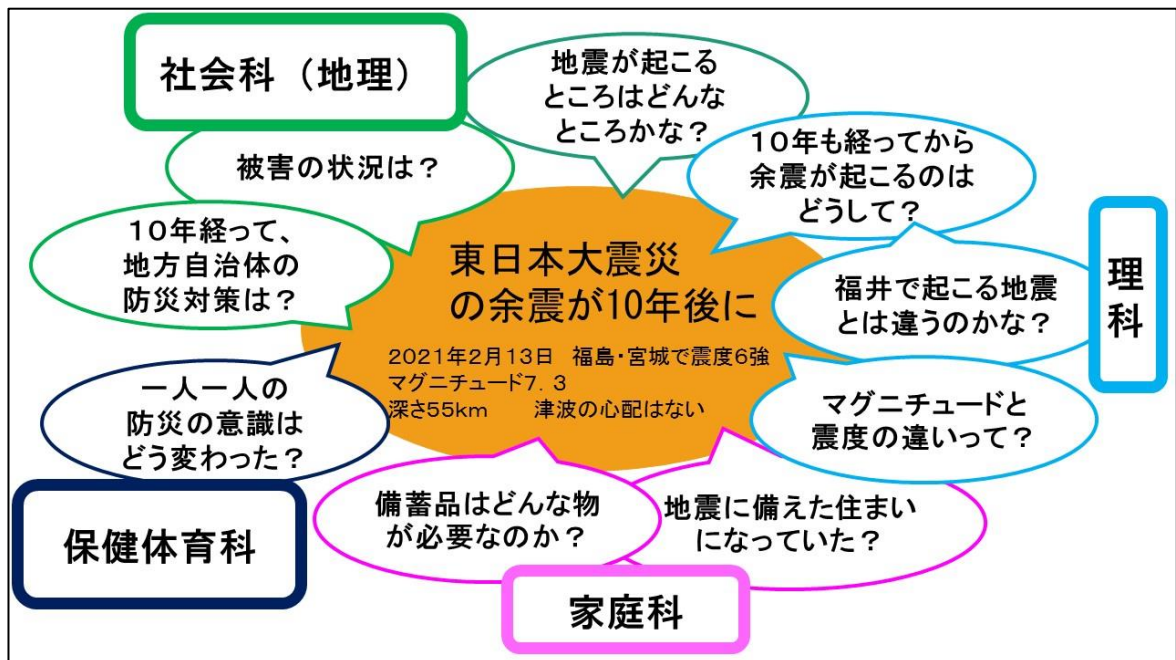 社会科（地理）
地震が起こる
ところはどんな
ところかな？
被害の状況は？
１０年も経ってから
余震が起こるのは
どうして？
１０年経って、
地方自治体の
防災対策は？
東日本大震災
の余震が10年後に
２０２１年２月１３日　福島・宮城で震度６強
マグニチュード７．３
深さ５５ｋｍ　　津波の心配はない
福井で起こる地震
とは違うのかな？
理科
一人一人の
防災の意識は
どう変わった？
マグニチュードと
震度の違いって？
備蓄品はどんな物
が必要なのか？
地震に備えた住まい
になっていた？
保健体育科
家庭科